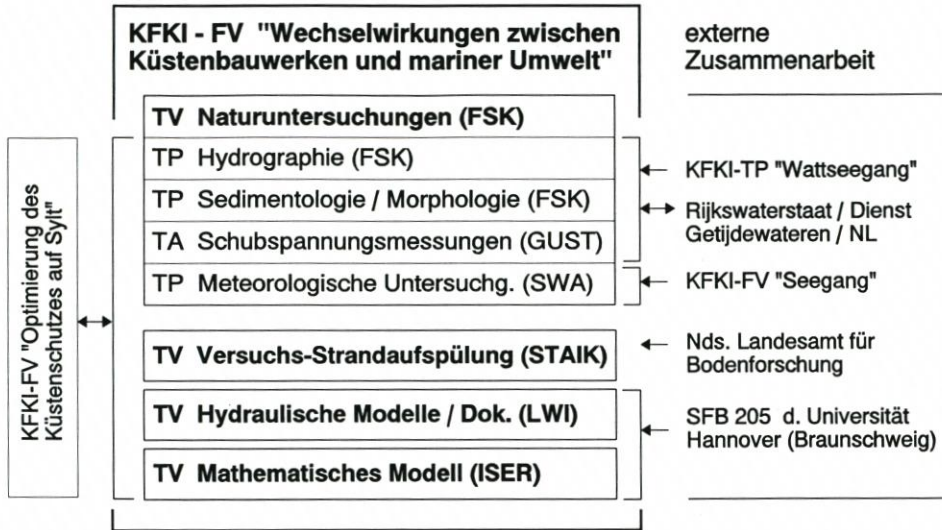 KFKI - FV "Wechselwirkungen zwischen
Küstenbauwerken und mariner Umwelt"
externe
Zusammenarbeit
TV Naturuntersuchungen (FSK)
TP Hydrographie (FSK)
TP Sedimentologie / Morphologie (FSK)
TA Schubspannungsmessungen (GUST)
TP Meteorologische Untersuchg. (SWA)
TV Versuchs-Strandaufspülung (STAIK)
TV Hydraulische Modelle / Dok. (LWI)
TV Mathematisches Modell (ISER)
KFKI-FV "Optimierung des
Küstenschutzes auf Sylt"
KFKI-TP "Wattseegang"
Rijkswaterstaat / Dienst
Getijdewateren / NL
KFKI-FV "Seegang"
Nds. Landesamt für
Bodenforschung
SFB 205 d. Universität
Hannover (Braunschweig)